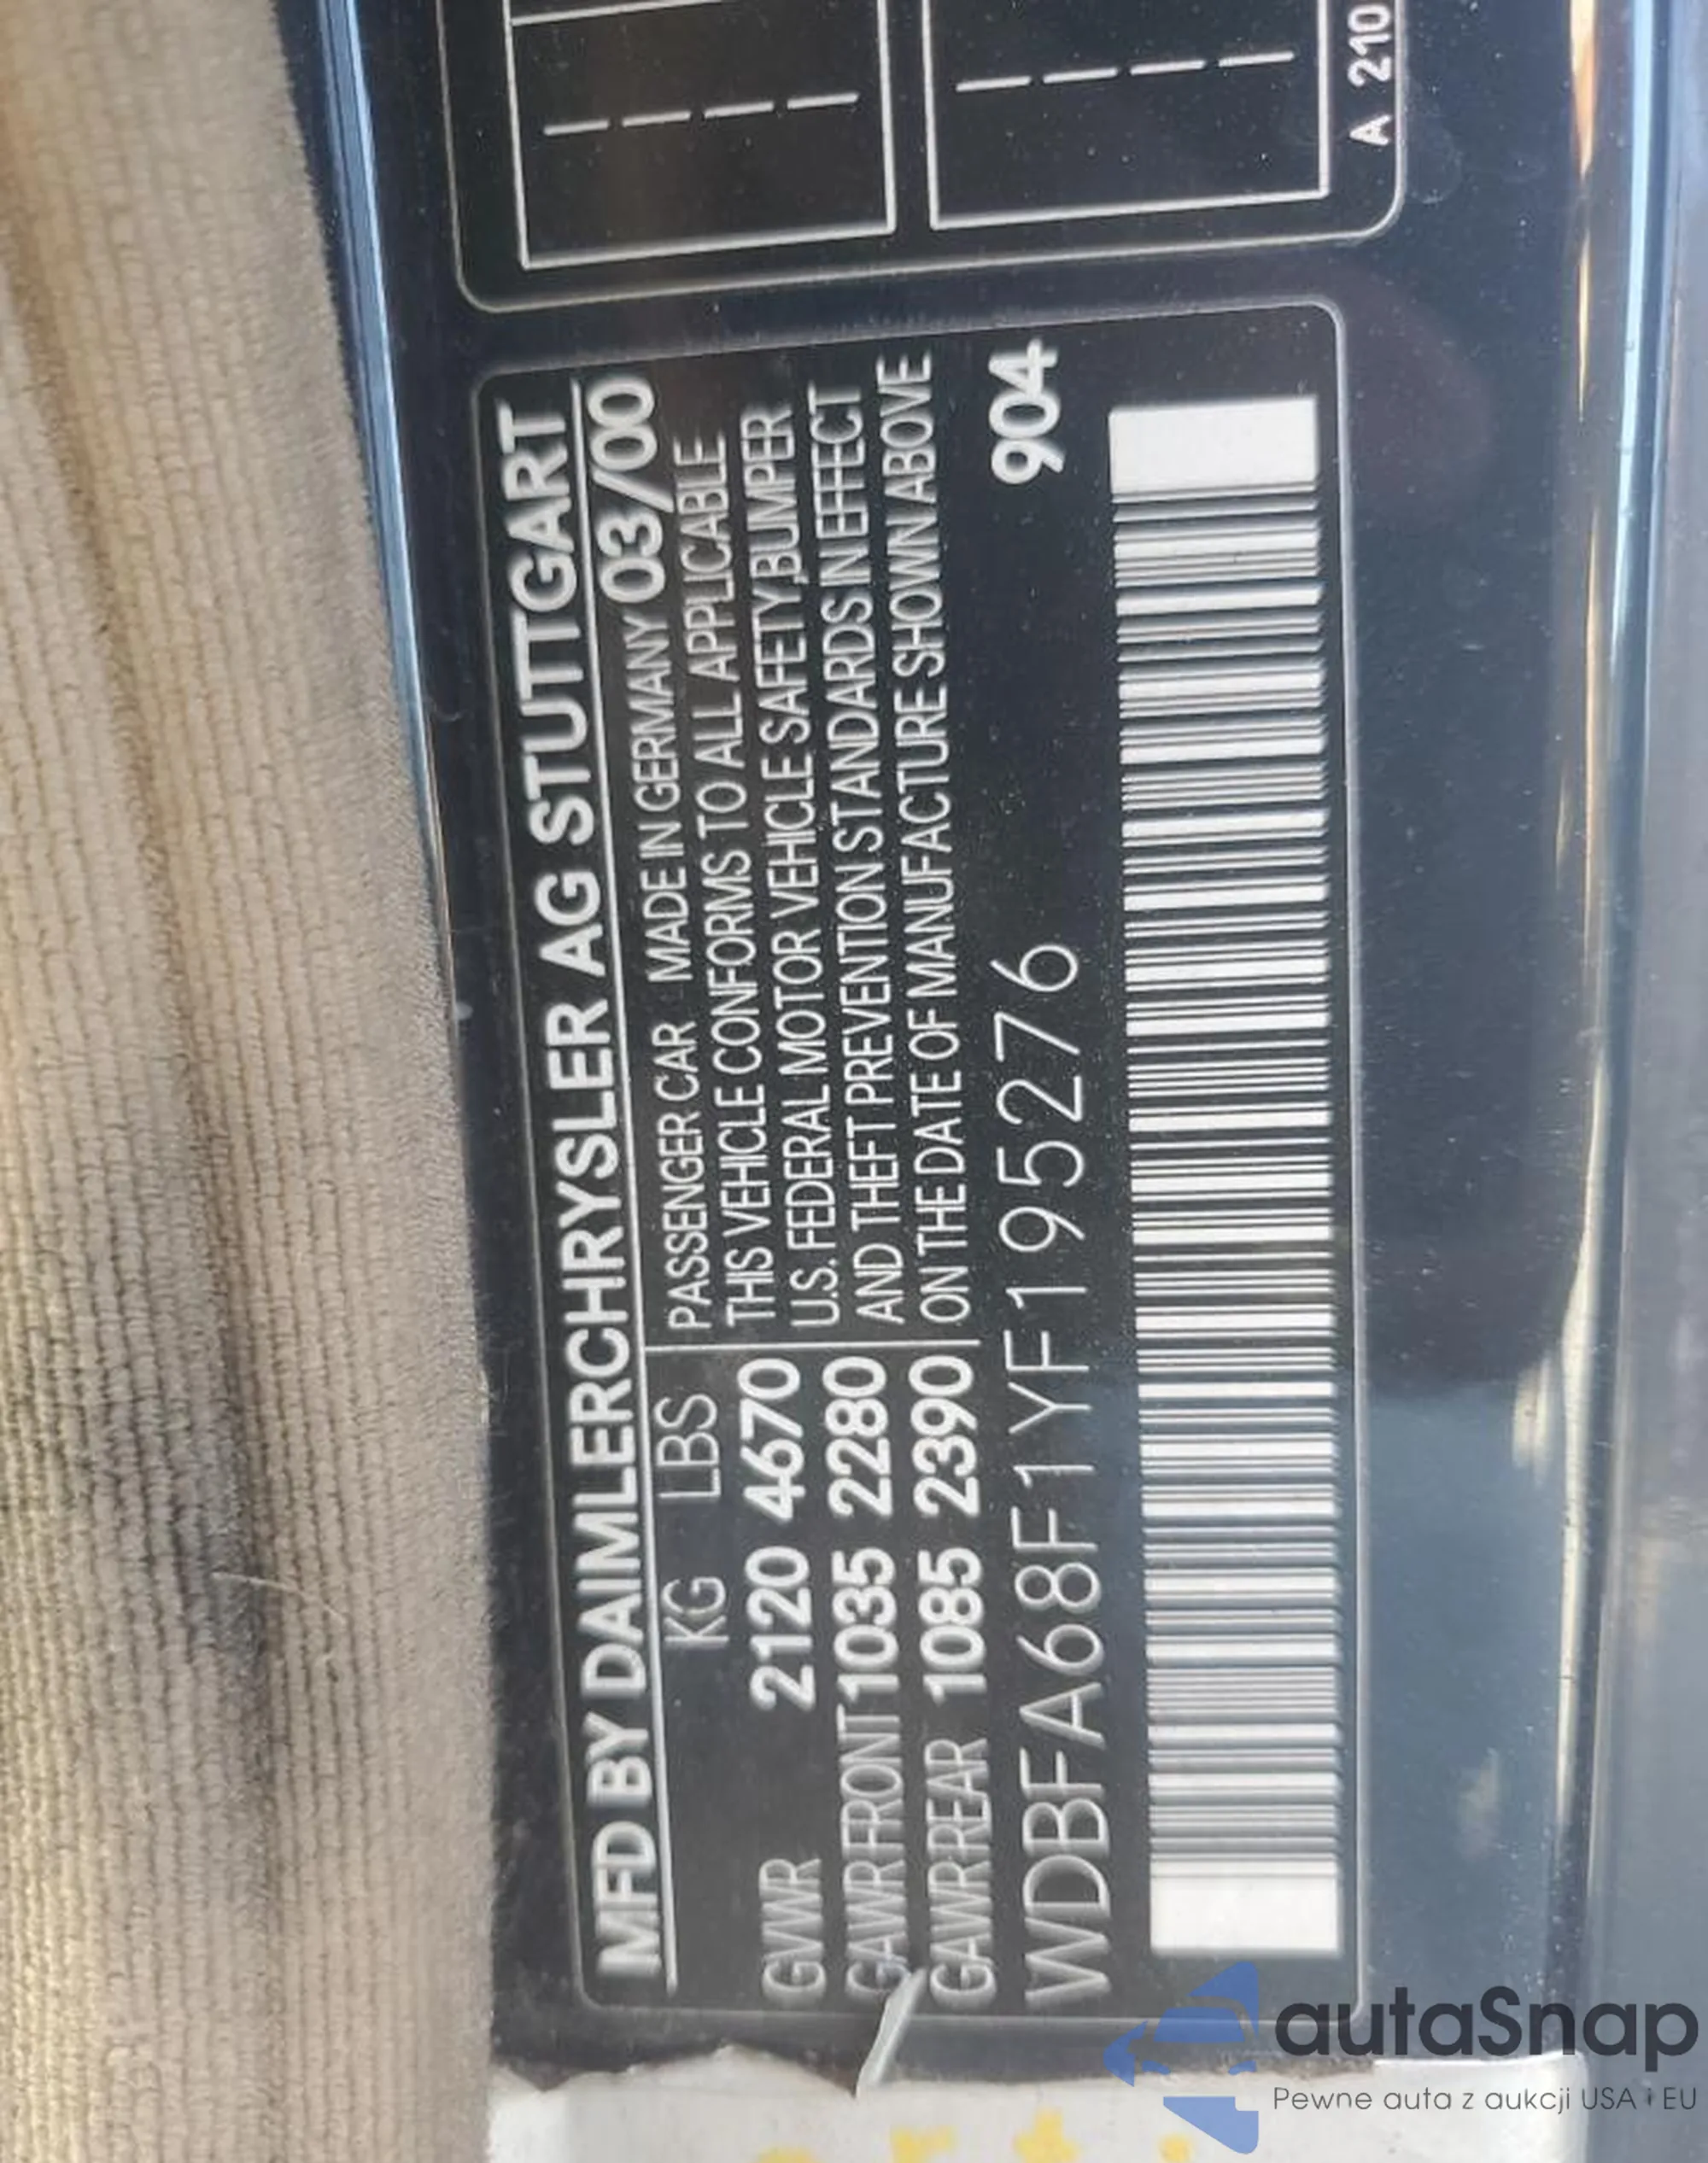 MFD BY DAIMLERCHRYSLER AG STUTTGART
KG LBS
GVWR 2120 4670
GAWR FRONT 1035 2280
GAWR REAR 1085 2390
PASSENGER CAR MADE IN GERMANY 03/00
THIS VEHICLE CONFORMS TO ALL APPLICABLE
U.S. FEDERAL MOTOR VEHICLE SAFETY,BUMPER
AND THEFT PREVENTION STANDARDS IN EFFECT
ON THE DATE OF MANUFACTURE SHOWN ABOVE
WDBFA68F1YF195276 904
A 210
autaSnap
Pewne auta z aukcji USA i EU